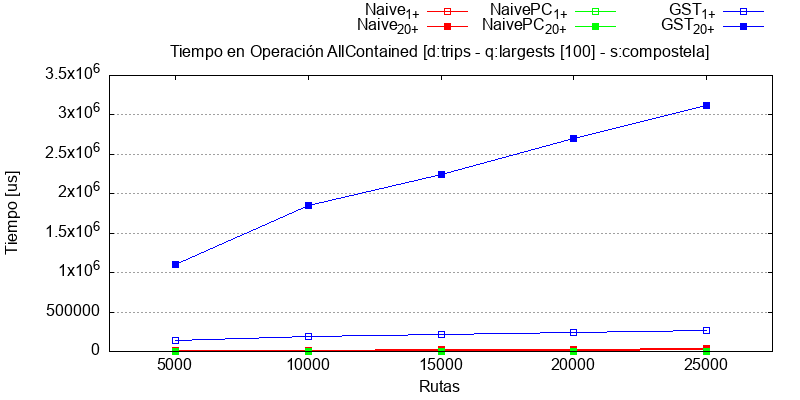 Naive1+ NaivePC1+ GST1+
Naive20+ NaivePC20+ GST20+
Tiempo en Operación AllContained [d:trips - q:largests [100] - s:compostela]
3.5x10^6
3x10^6
2.5x10^6
2x10^6
1.5x10^6
1x10^6
500000
0
Tiempo [us]
5000 10000 15000 20000 25000
Rutas